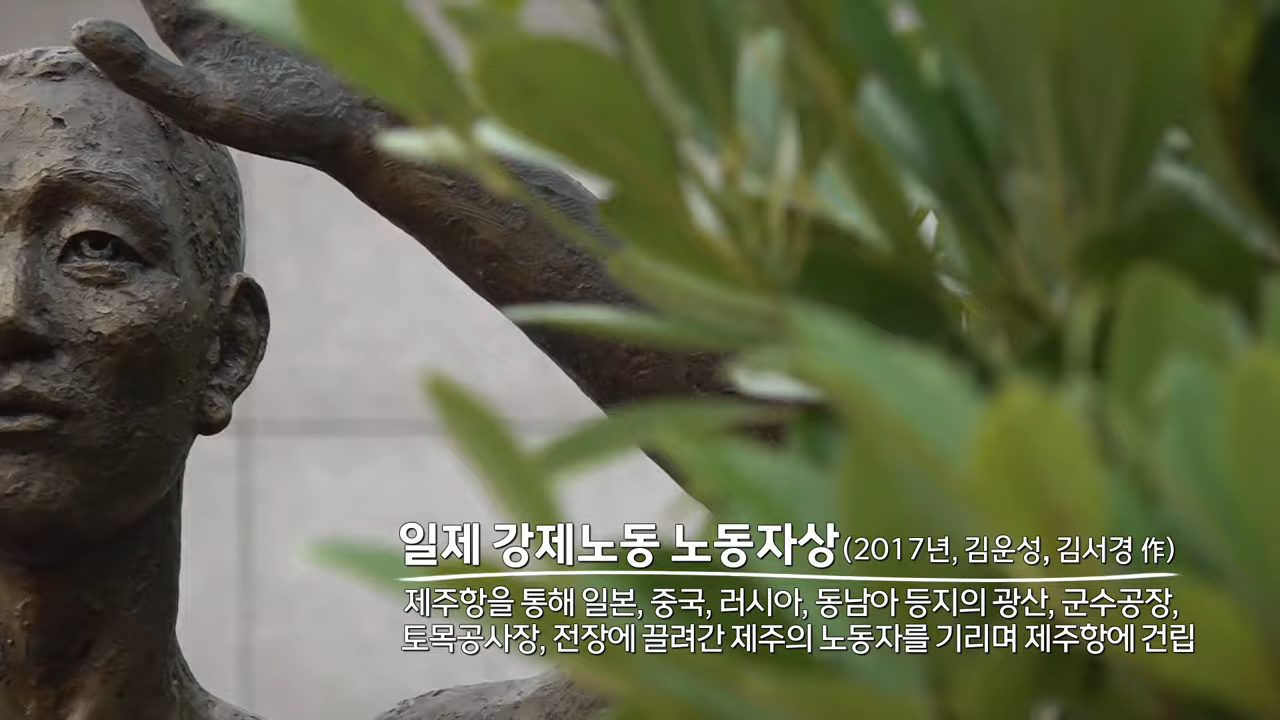 일제 강제노동 노동자상(2017년, 김운성, 김서경 作)
제주항을 통해 일본, 중국, 러시아, 동남아 등지의 광산, 군수공장,
토목공사장, 전장에 끌려간 제주의 노동자를 기리며 제주항에 건립